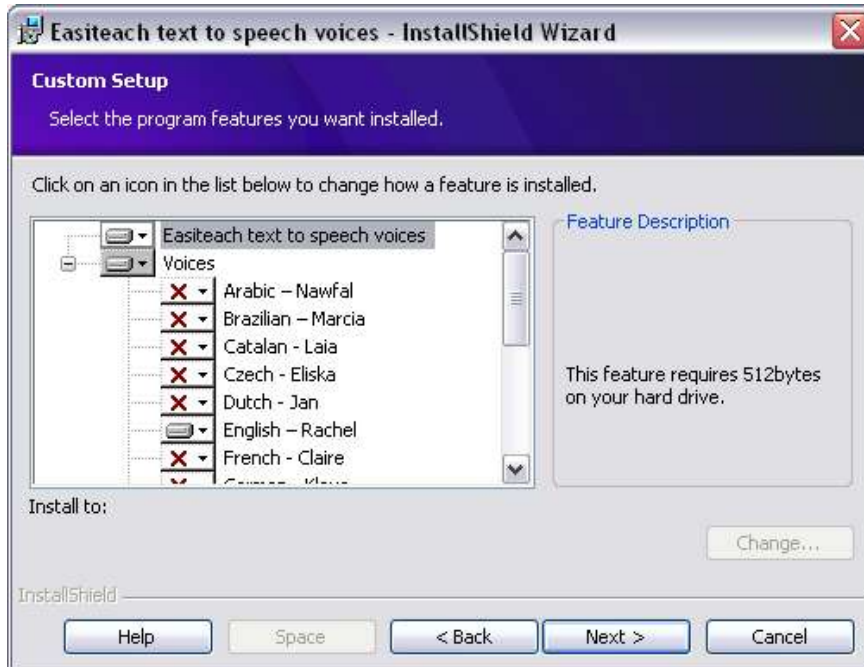 Easiteach text to speech voices - InstallShield Wizard
Custom Setup
Select the program features you want installed.
Click on an icon in the list below to change how a feature is installed.
Easiteach text to speech voices
Voices
Arabic – Nawfal
Brazilian – Marcia
Catalan - Laia
Czech - Eliska
Dutch - Jan
English – Rachel
French - Claire
Feature Description
This feature requires 512bytes
on your hard drive.
Install to:
Change...
InstallShield
Help
Space
< Back
Next >
Cancel